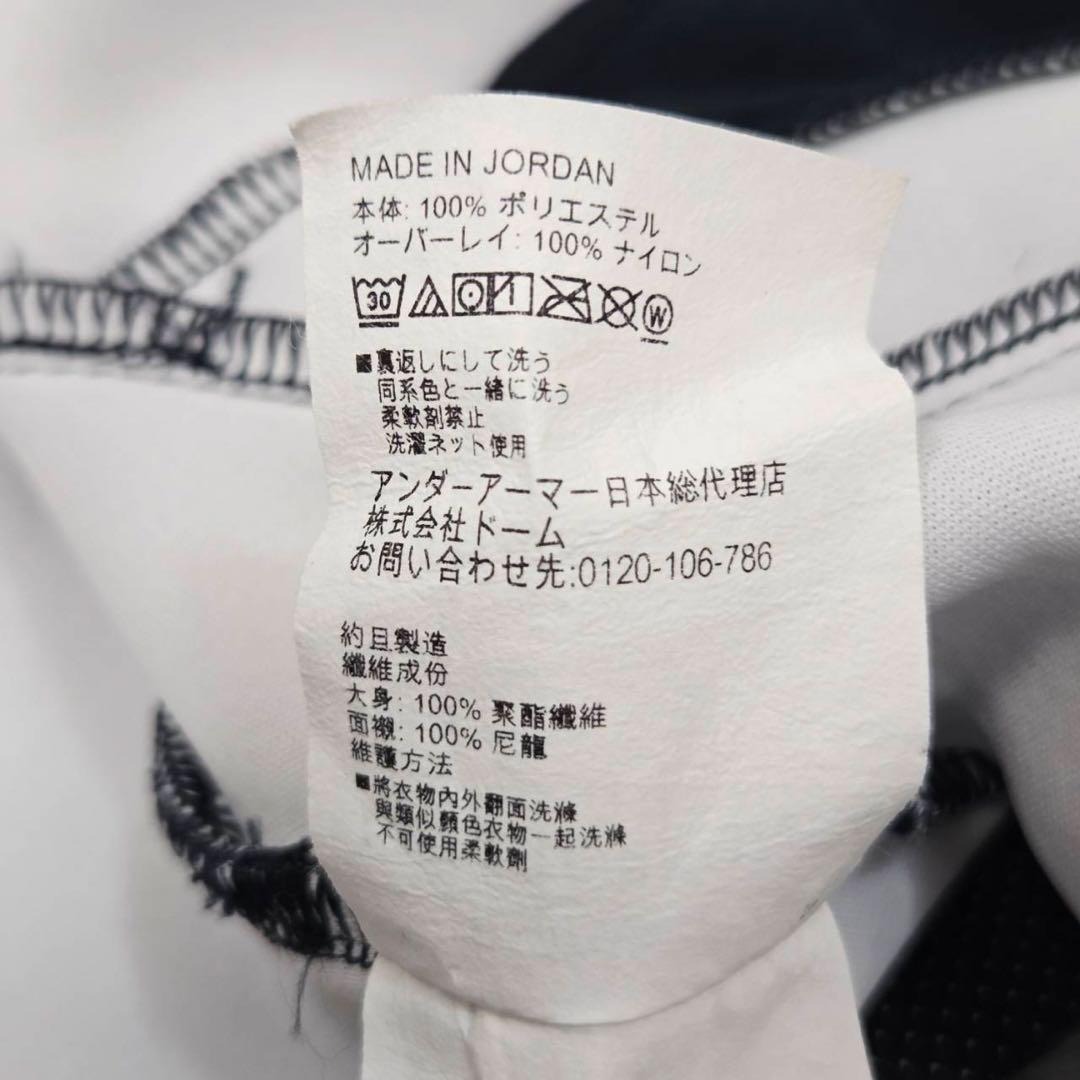 MADE IN JORDAN
本体: 100% ポリエステル
オーバーレイ: 100% ナイロン
30 W
■裏返しにして洗う
同系色と一緒に洗う
柔軟剤禁止
洗濯ネット使用
アンダーアーマー日本総代理店
株式会社ドーム
お問い合わせ先:0120-106-786
約旦製造
纖維成份
大身: 100% 聚酯纖維
面襯: 100% 尼龍
維護方法
■將衣物內外翻面洗滌
與類似顏色衣物一起洗滌
不可使用柔軟劑